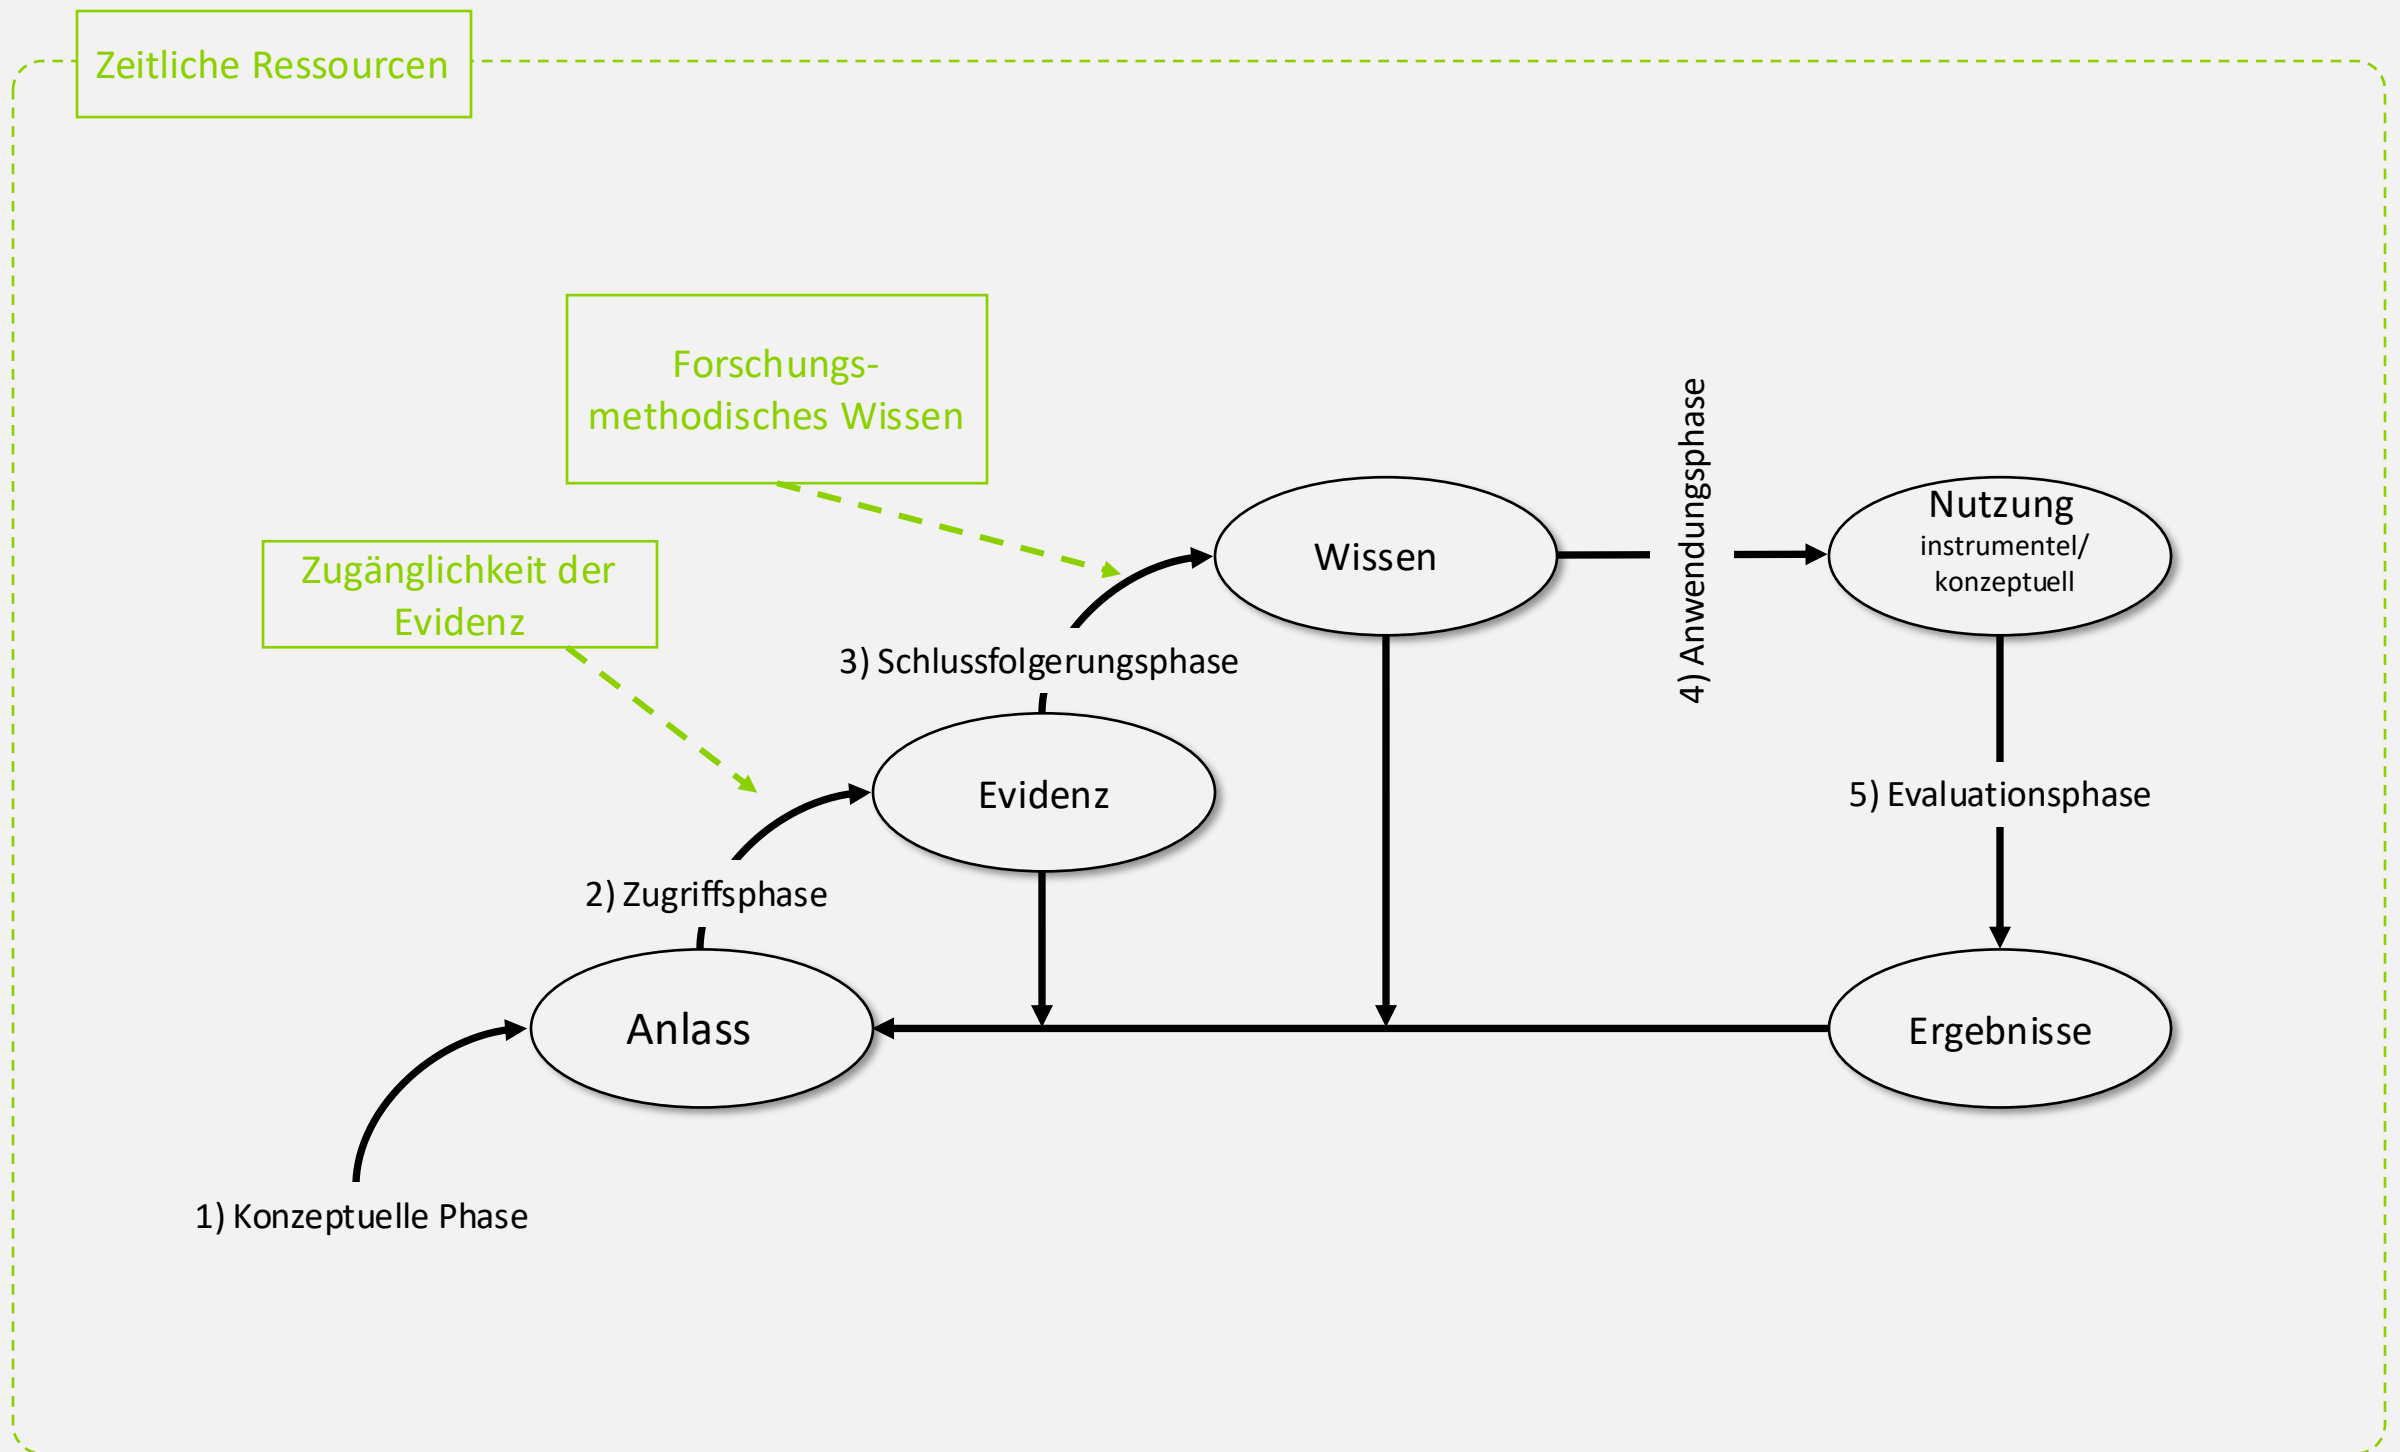 Zeitliche Ressourcen
Forschungs-
methodisches Wissen
Zugänglichkeit der
Evidenz
4) Anwendungsphase
Wissen
Nutzung
instrumentel/
konzeptuell
3) Schlussfolgerungsphase
Evidenz
5) Evaluationsphase
2) Zugriffsphase
Anlass
Ergebnisse
1) Konzeptuelle Phase